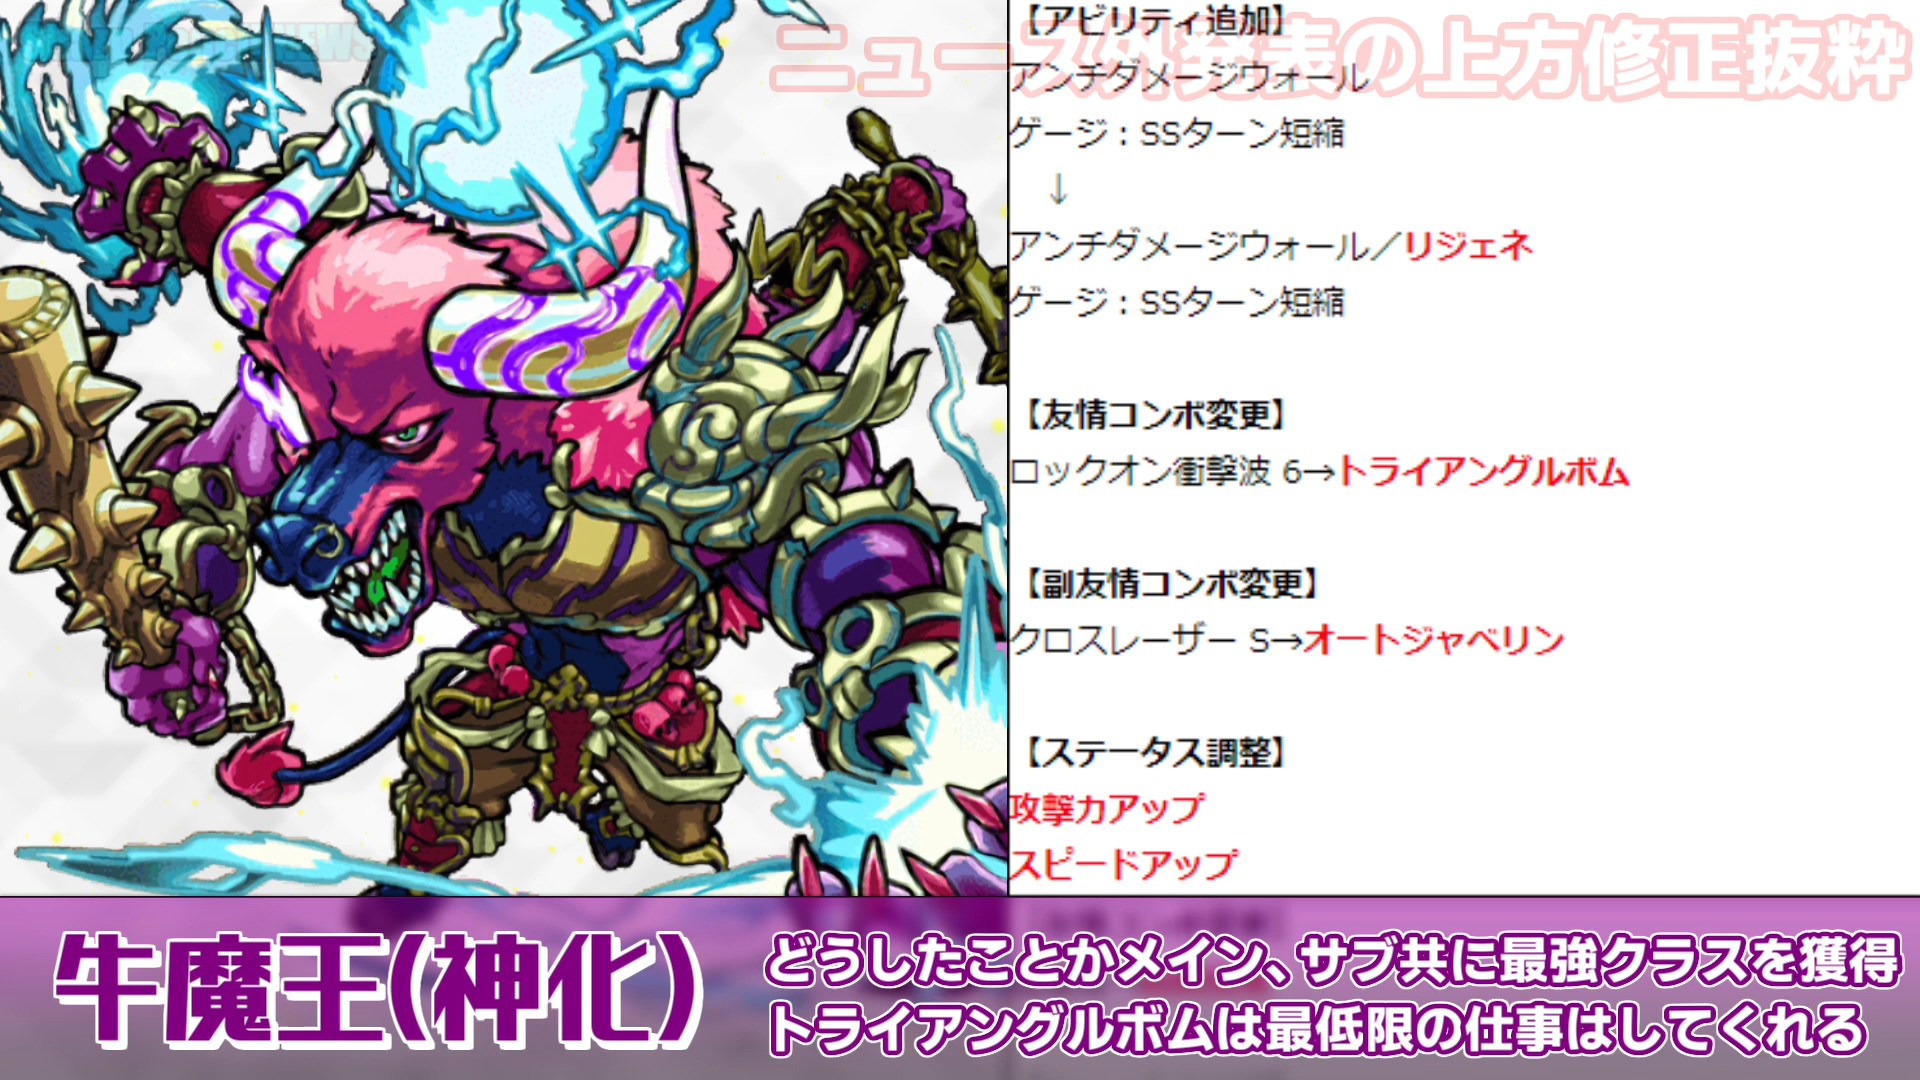 ニュース外発表の上方修正抜粋
【アビリティ追加】
アンチダメージウォール
ゲージ：SSターン短縮
↓
アンチダメージウォール／リジェネ
ゲージ：SSターン短縮
【友情コンボ変更】
ロックオン衝撃波 6→トライアングルボム
【副友情コンボ変更】
クロスレーザー S→オートジャベリン
【ステータス調整】
攻撃力アップ
スピードアップ
牛魔王(神化)
どうしたことかメイン、サブ共に最強クラスを獲得
トライアングルボムは最低限の仕事はしてくれる